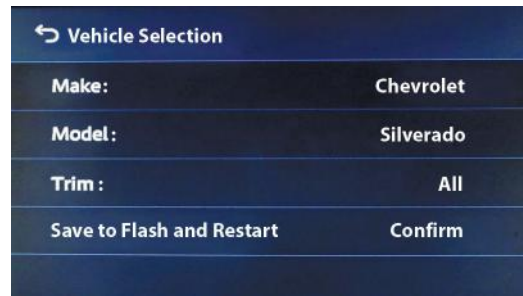 Vehicle Selection
Make: Chevrolet
Model: Silverado
Trim : All
Save to Flash and Restart Confirm